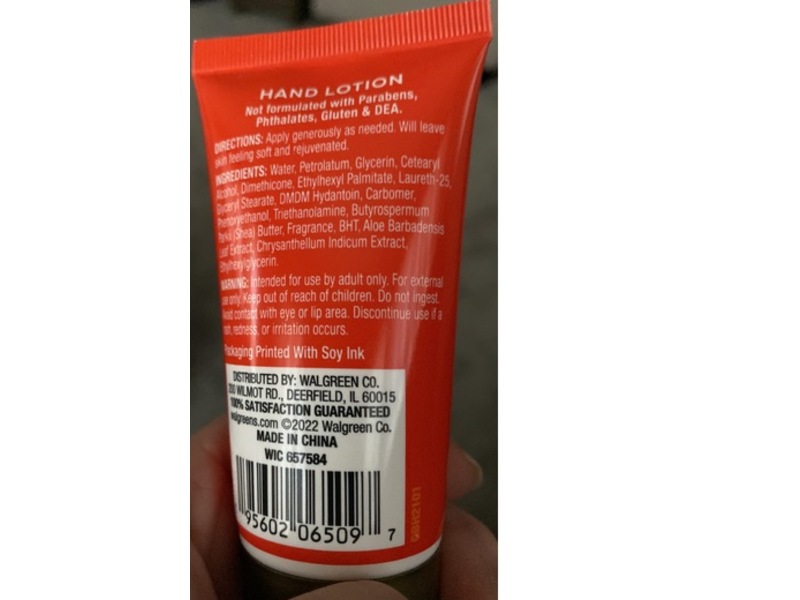 HAND LOTION
Not formulated with Parabens,
Phthalates, Gluten & DEA.
DIRECTIONS: Apply generously as needed. Will leave
skin feeling soft and rejuvenated.
INGREDIENTS: Water, Petrolatum, Glycerin, Cetearyl
Alcohol, Dimethicone, Ethylhexyl Palmitate, Laureth-25,
Glyceryl Stearate, DMDM Hydantoin, Carbomer,
Phenoxyethanol, Triethanolamine, Butyrospermum
Parkii (Shea) Butter, Fragrance, BHT, Aloe Barbadensis
Leaf Extract, Chrysanthellum Indicum Extract,
Ethylhexylglycerin.
WARNING: Intended for use by adult only. For external
use only. Keep out of reach of children. Do not ingest.
Avoid contact with eye or lip area. Discontinue use if a
rash, redness, or irritation occurs.
Packaging Printed With Soy Ink
DISTRIBUTED BY: WALGREEN CO.
200 WILMOT RD., DEERFIELD, IL 60015
100% SATISFACTION GUARANTEED
walgreens.com ©2022 Walgreen Co.
MADE IN CHINA
WIC 657584
95602 06509 7